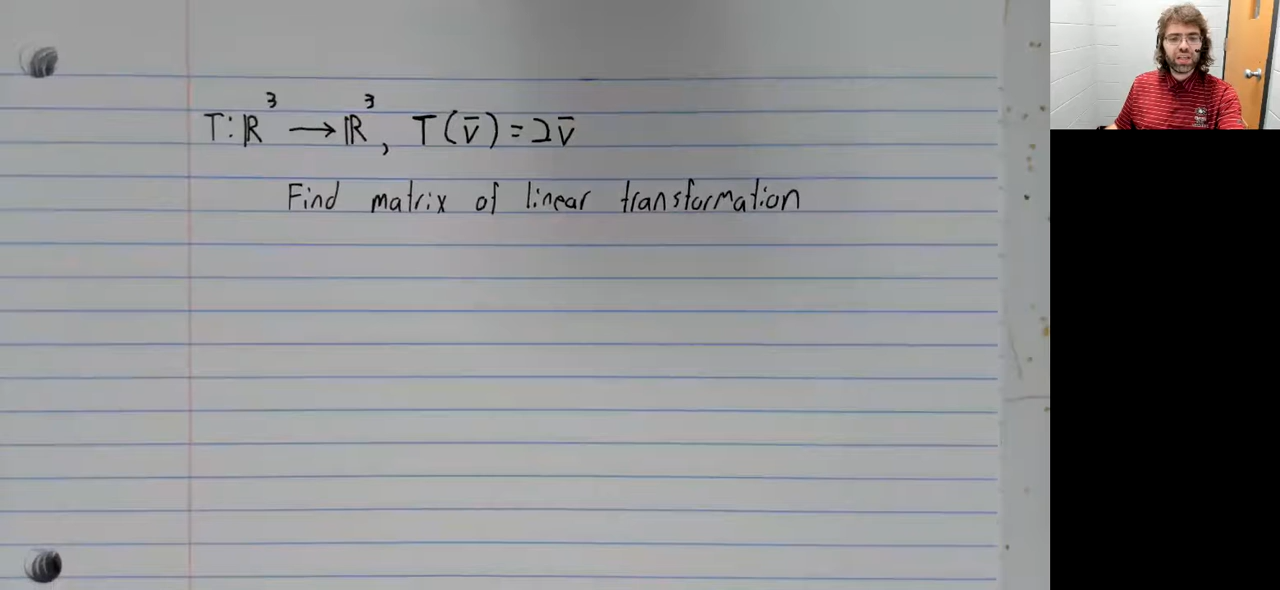 T: ℝ³ → ℝ³, T(v̄) = 2v̄
Find matrix of linear transformation